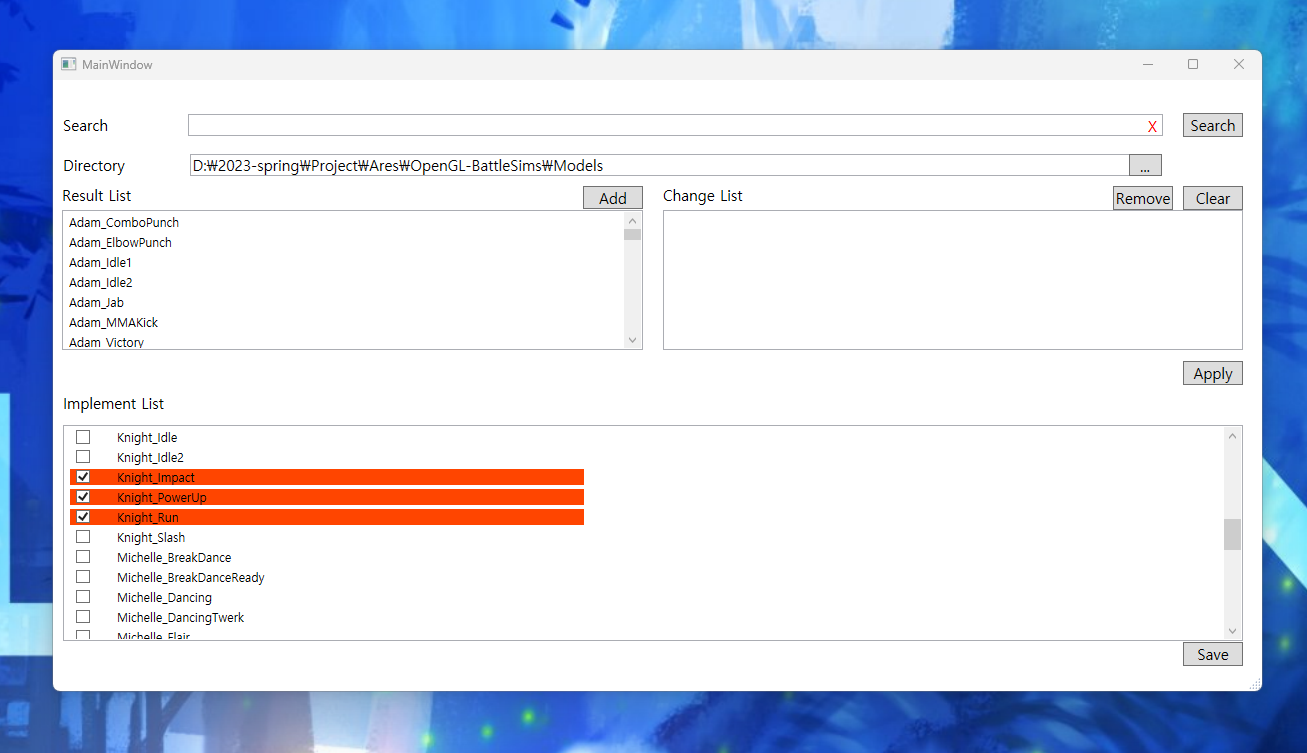 MainWindow
Search X Search
Directory D:₩2023-spring₩Project₩Ares₩OpenGL-BattleSims₩Models ...
Result List Add Change List Remove Clear
Adam_ComboPunch
Adam_ElbowPunch
Adam_Idle1
Adam_Idle2
Adam_Jab
Adam_MMAKick
Adam_Victory
Apply
Implement List
Knight_Idle
Knight_Idle2
Knight_Impact
Knight_PowerUp
Knight_Run
Knight_Slash
Michelle_BreakDance
Michelle_BreakDanceReady
Michelle_Dancing
Michelle_DancingTwerk
Michelle_Flair
Save